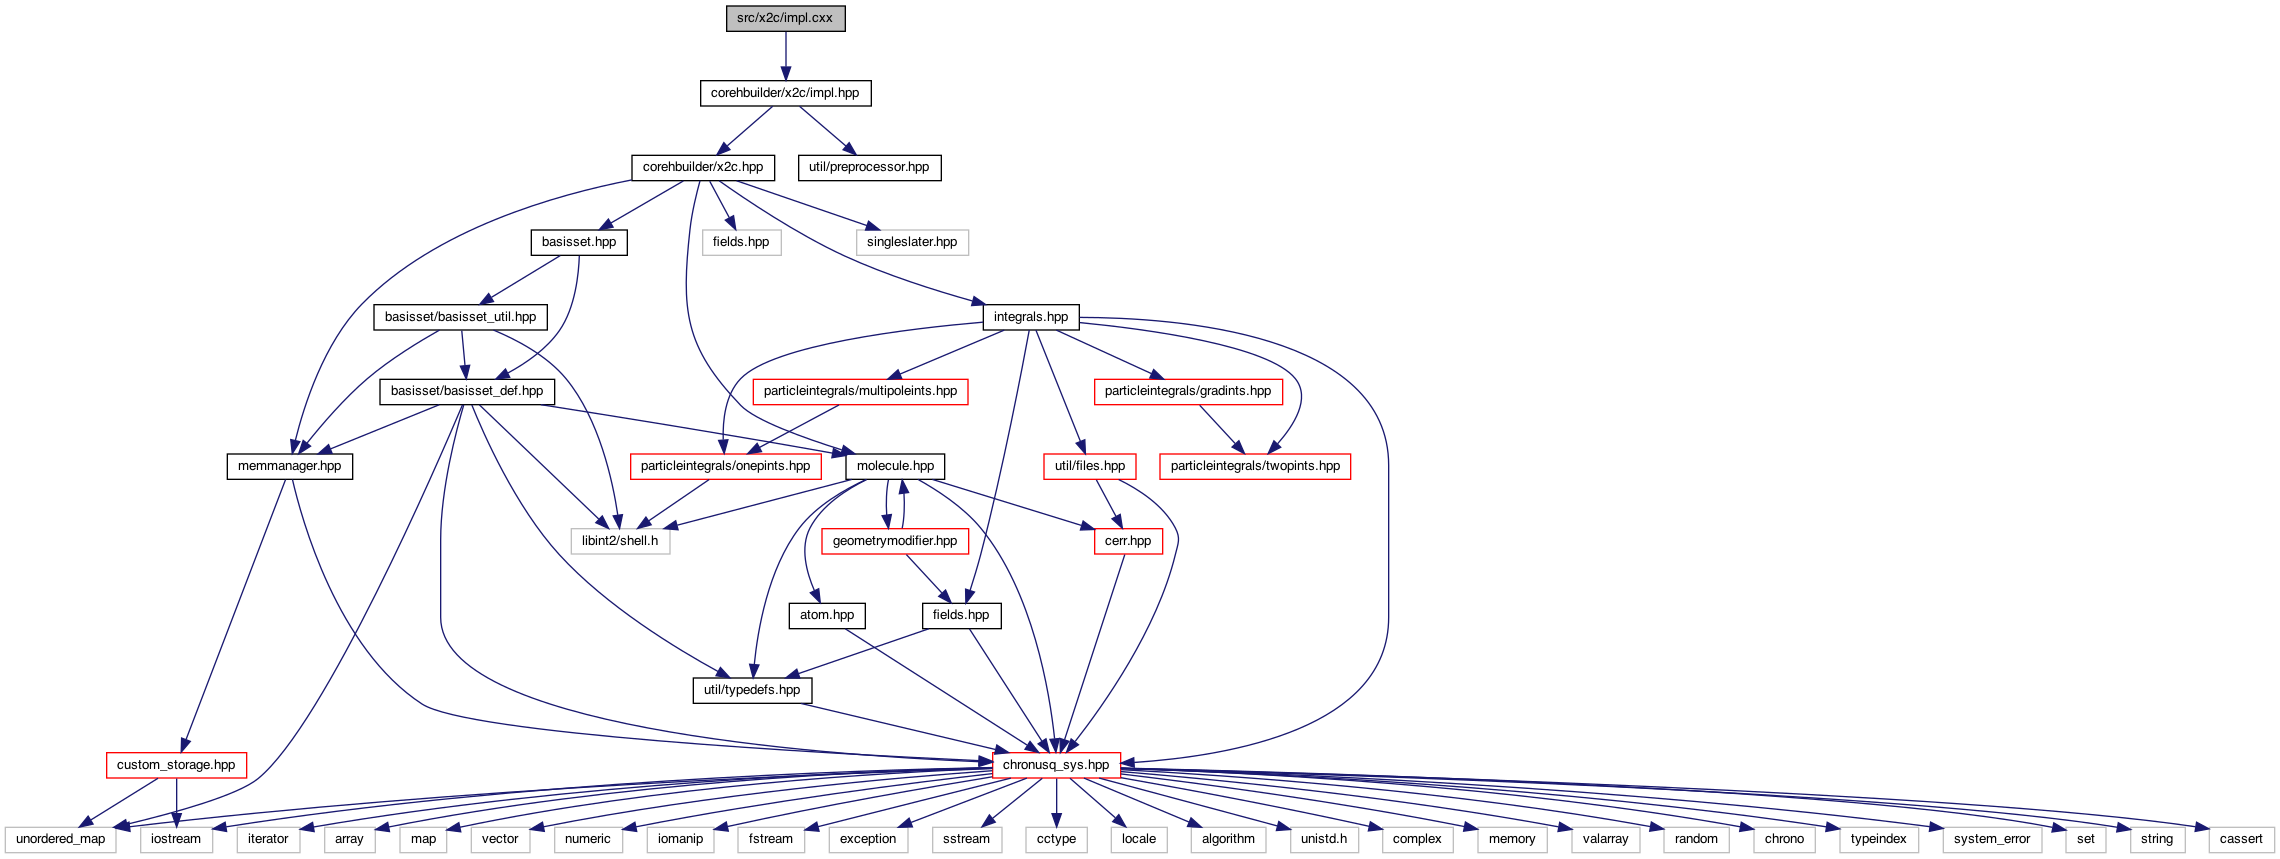 src/x2c/impl.cxx
corehbuilder/x2c/impl.hpp
corehbuilder/x2c.hpp
util/preprocessor.hpp
basisset.hpp
fields.hpp
singleslater.hpp
basisset/basisset_util.hpp
integrals.hpp
basisset/basisset_def.hpp
particleintegrals/multipoleints.hpp
particleintegrals/gradints.hpp
memmanager.hpp
particleintegrals/onepints.hpp
molecule.hpp
util/files.hpp
particleintegrals/twopints.hpp
libint2/shell.h
geometrymodifier.hpp
cerr.hpp
atom.hpp
fields.hpp
util/typedefs.hpp
custom_storage.hpp
chronusq_sys.hpp
unordered_map
iostream
iterator
array
map
vector
numeric
iomanip
fstream
exception
sstream
cctype
locale
algorithm
unistd.h
complex
memory
valarray
random
chrono
typeindex
system_error
set
string
cassert